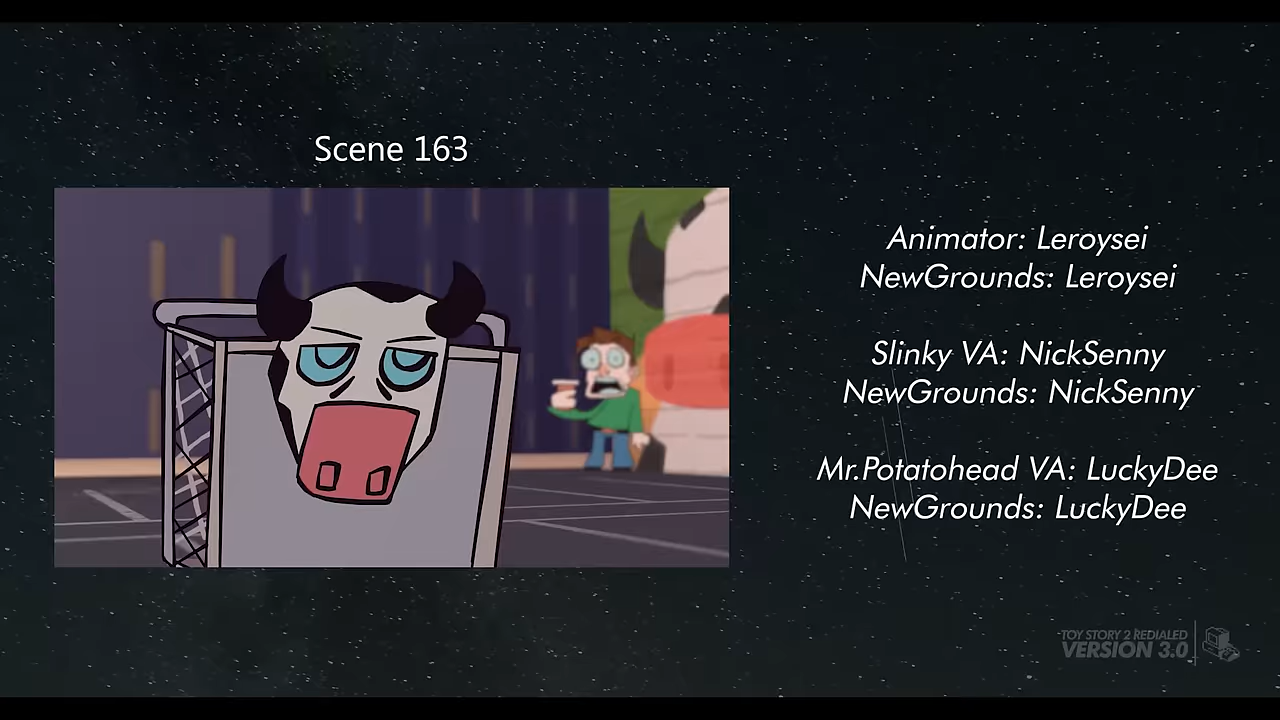 Scene 163
Animator: Leroysei
NewGrounds: Leroysei
Slinky VA: NickSenny
NewGrounds: NickSenny
Mr.Potatohead VA: LuckyDee
NewGrounds: LuckyDee
TOY STORY 2 REDIALED
VERSION 3.0